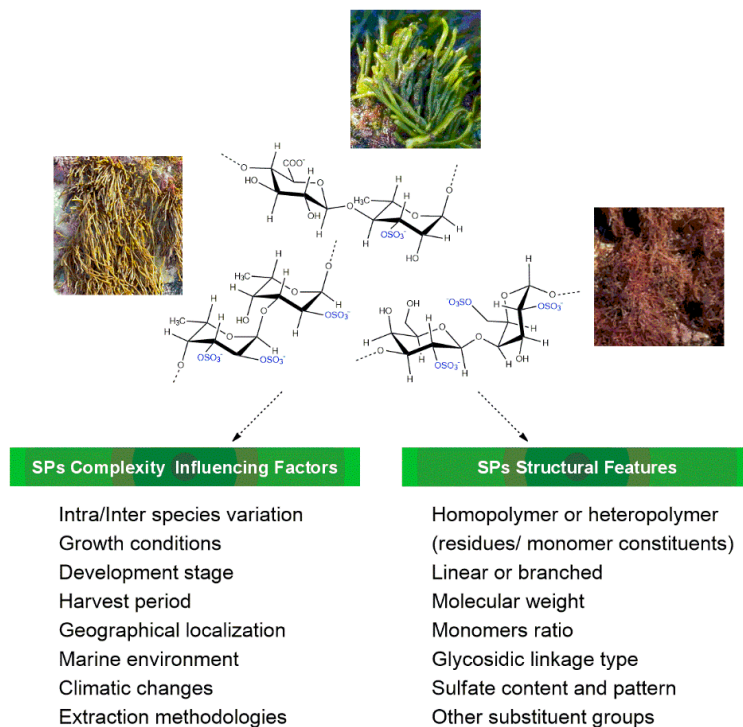 H
COO⁻
O
H
O
H
O
HO
HO
H
H
OH
H
O
H₃C
O
H
H
OSO₃⁻
H
HO
H
H
H₃C
H
O
O
H
HO
O
H
OSO₃⁻
H₃C
H
O
H
H
OSO₃⁻
OSO₃⁻
H
O
H
O
O
OSO₃⁻
⁻O₃SO
H
OH
OH
H
O
H
H
O
H
OSO₃⁻
H
O
OH
SPs Complexity Influencing Factors
Intra/Inter species variation
Growth conditions
Development stage
Harvest period
Geographical localization
Marine environment
Climatic changes
Extraction methodologies
SPs Structural Features
Homopolymer or heteropolymer
(residues/ monomer constituents)
Linear or branched
Molecular weight
Monomers ratio
Glycosidic linkage type
Sulfate content and pattern
Other substituent groups